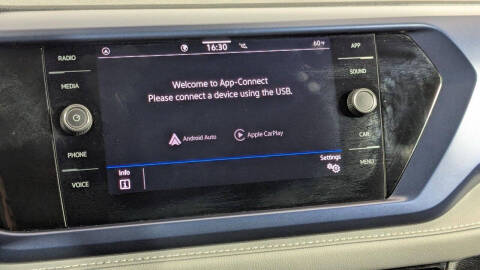 RADIO
MEDIA
PHONE
VOICE
16:30
60°F
Welcome to App-Connect
Please connect a device using the USB.
Android Auto
Apple CarPlay
Info
Settings
APP
SOUND
CAR
MENU